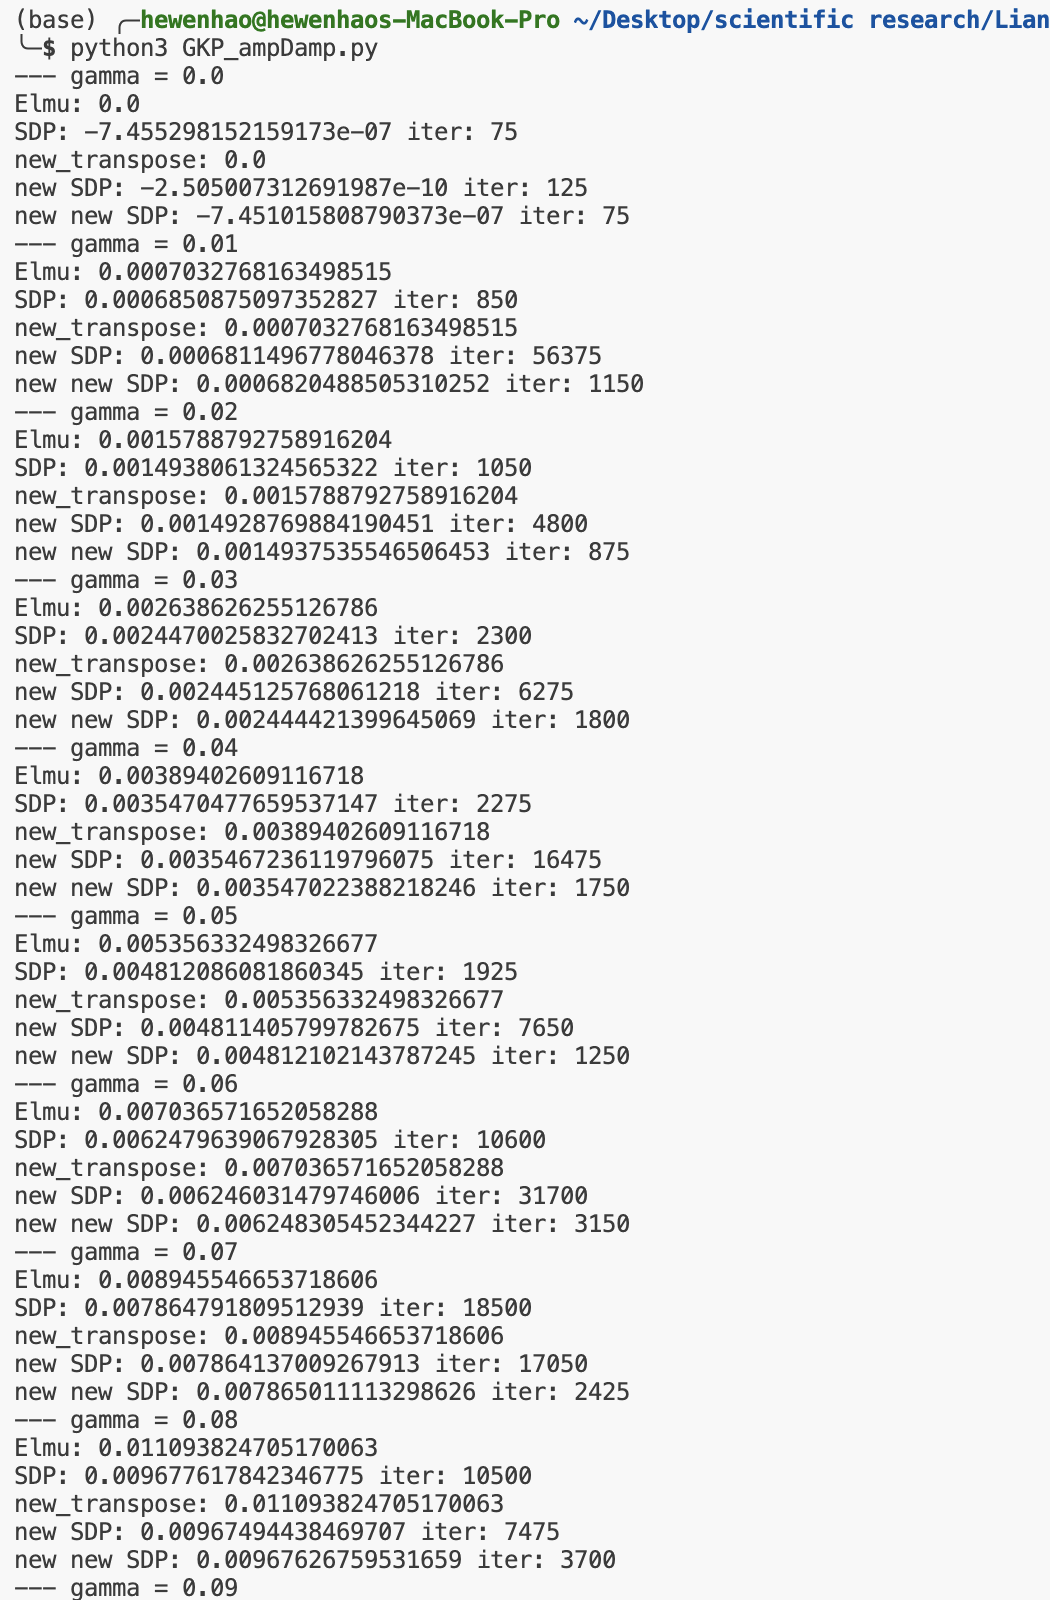 (base) ╭─hewenhao@hewenhaos-MacBook-Pro ~/Desktop/scientific research/Lian
╰─$ python3 GKP_ampDamp.py
--- gamma = 0.0
Elmu: 0.0
SDP: -7.455298152159173e-07 iter: 75
new_transpose: 0.0
new SDP: -2.505007312691987e-10 iter: 125
new new SDP: -7.451015808790373e-07 iter: 75
--- gamma = 0.01
Elmu: 0.0007032768163498515
SDP: 0.0006850875097352827 iter: 850
new_transpose: 0.0007032768163498515
new SDP: 0.0006811496778046378 iter: 56375
new new SDP: 0.0006820488505310252 iter: 1150
--- gamma = 0.02
Elmu: 0.0015788792758916204
SDP: 0.0014938061324565322 iter: 1050
new_transpose: 0.0015788792758916204
new SDP: 0.0014928769884190451 iter: 4800
new new SDP: 0.0014937535546506453 iter: 875
--- gamma = 0.03
Elmu: 0.002638626255126786
SDP: 0.0024470025832702413 iter: 2300
new_transpose: 0.002638626255126786
new SDP: 0.002445125768061218 iter: 6275
new new SDP: 0.002444421399645069 iter: 1800
--- gamma = 0.04
Elmu: 0.00389402609116718
SDP: 0.0035470477659537147 iter: 2275
new_transpose: 0.00389402609116718
new SDP: 0.0035467236119796075 iter: 16475
new new SDP: 0.003547022388218246 iter: 1750
--- gamma = 0.05
Elmu: 0.005356332498326677
SDP: 0.004812086081860345 iter: 1925
new_transpose: 0.005356332498326677
new SDP: 0.004811405799782675 iter: 7650
new new SDP: 0.004812102143787245 iter: 1250
--- gamma = 0.06
Elmu: 0.007036571652058288
SDP: 0.0062479639067928305 iter: 10600
new_transpose: 0.007036571652058288
new SDP: 0.006246031479746006 iter: 31700
new new SDP: 0.006248305452344227 iter: 3150
--- gamma = 0.07
Elmu: 0.008945546653718606
SDP: 0.007864791809512939 iter: 18500
new_transpose: 0.008945546653718606
new SDP: 0.007864137009267913 iter: 17050
new new SDP: 0.007865011113298626 iter: 2425
--- gamma = 0.08
Elmu: 0.011093824705170063
SDP: 0.009677617842346775 iter: 10500
new_transpose: 0.011093824705170063
new SDP: 0.00967494438469707 iter: 7475
new new SDP: 0.00967626759531659 iter: 3700
--- gamma = 0.09